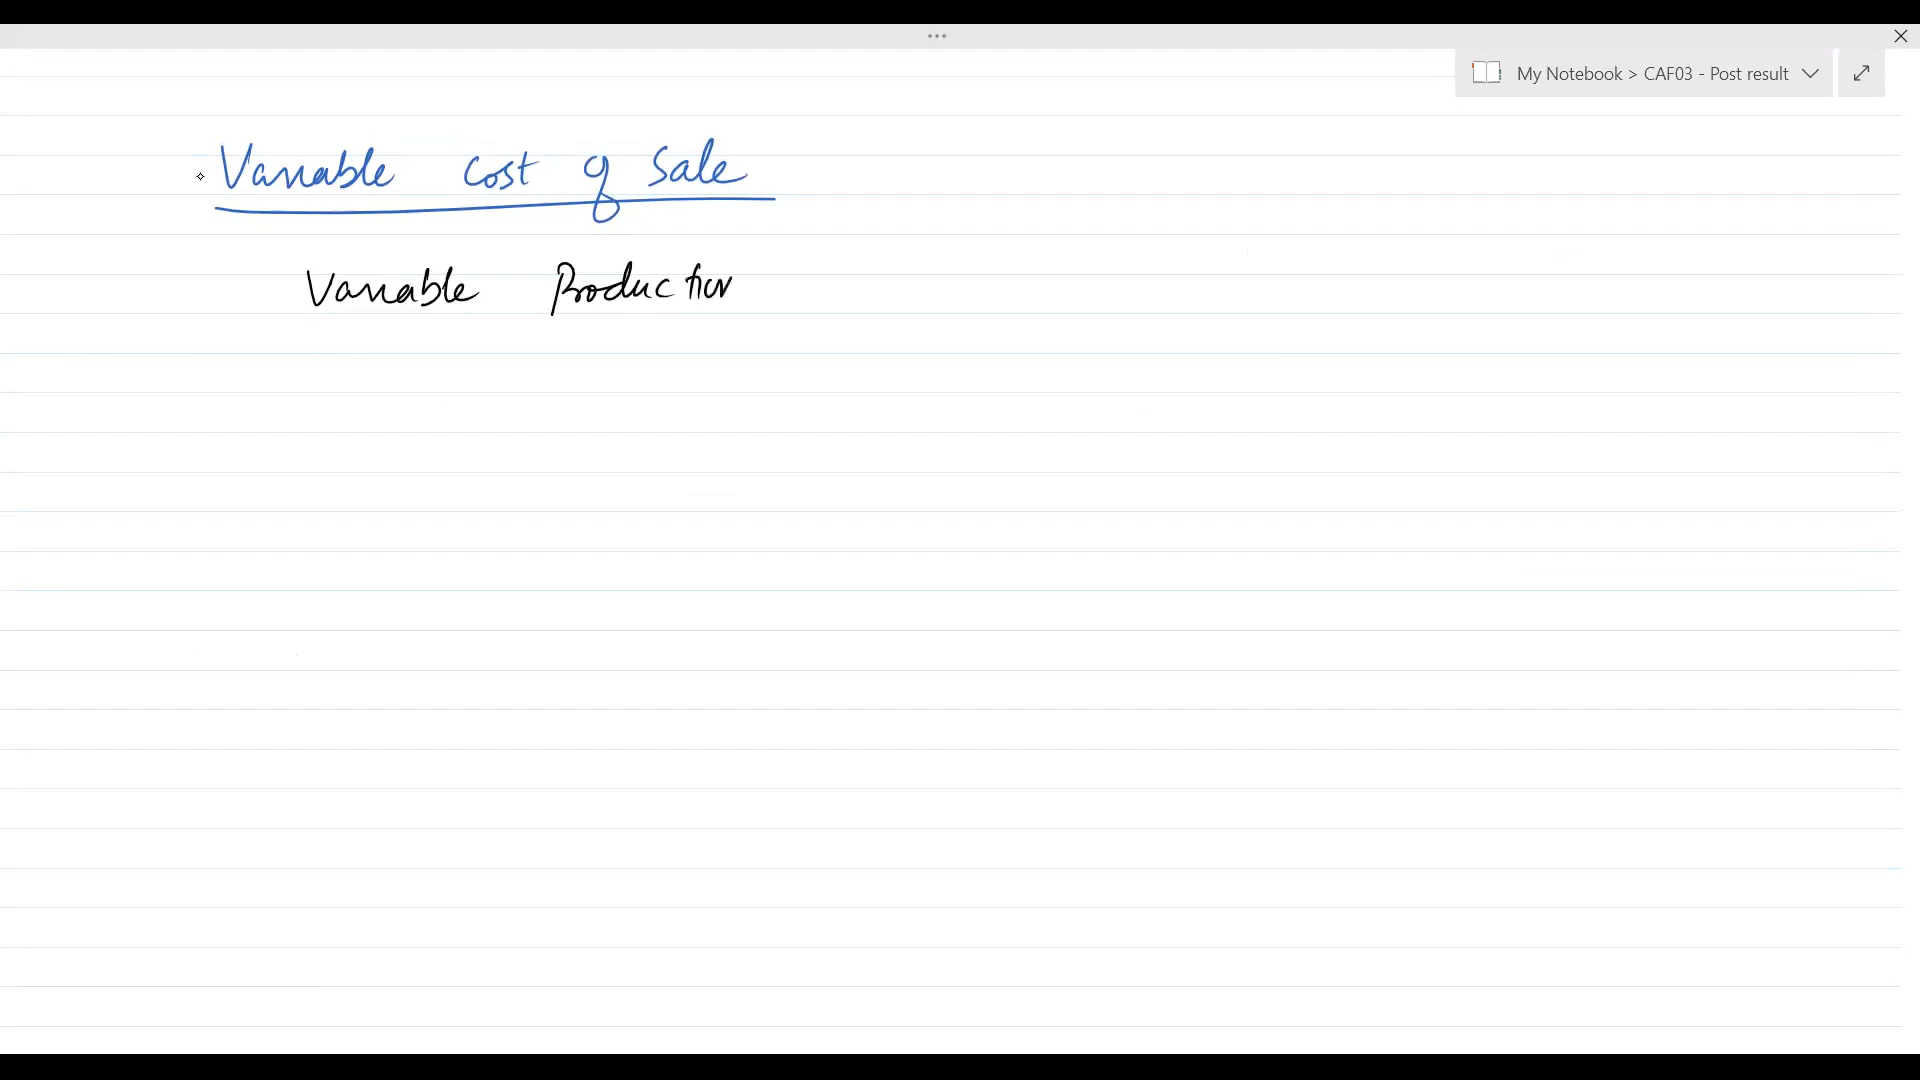 My Notebook > CAF03 - Post result
Variable cost of sale
Variable Production